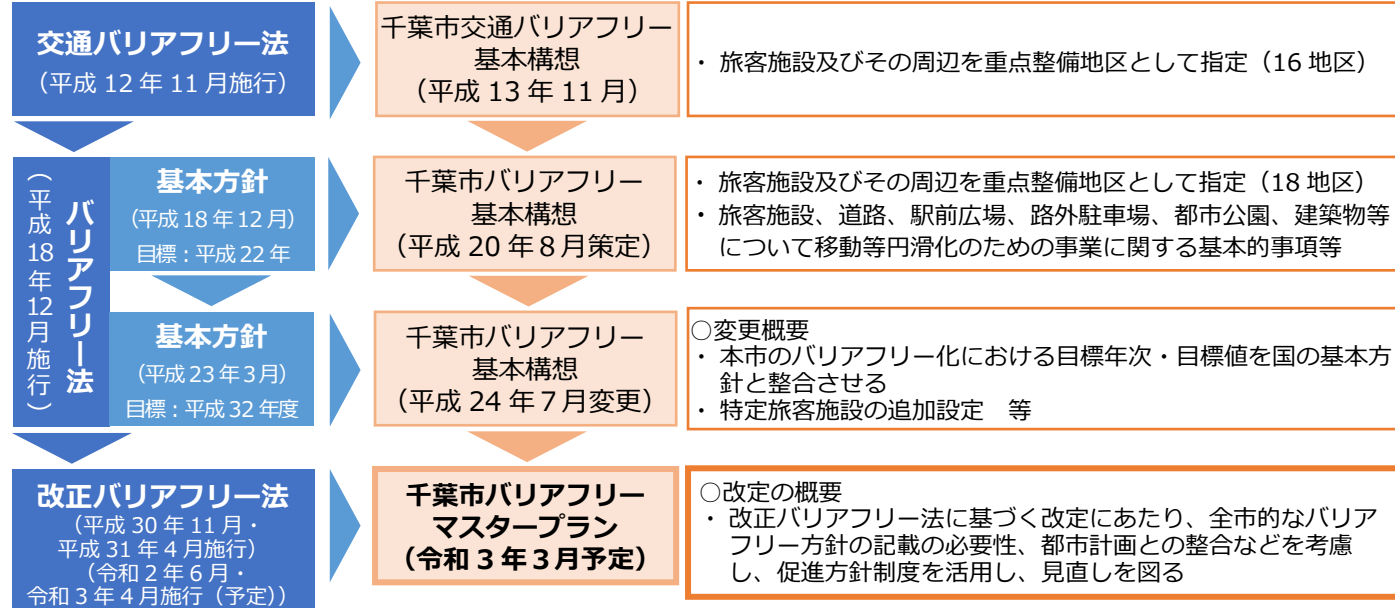 交通バリアフリー法
（平成 12 年 11 月施行）
千葉市交通バリアフリー
基本構想
（平成 13 年 11 月）
・ 旅客施設及びその周辺を重点整備地区として指定（16 地区）
バリアフリー法
（平成18年12月施行）
基本方針
（平成 18 年 12 月）
目標：平成 22 年
千葉市バリアフリー
基本構想
（平成 20 年８月策定）
・ 旅客施設及びその周辺を重点整備地区として指定（18 地区）
・ 旅客施設、道路、駅前広場、路外駐車場、都市公園、建築物等
について移動等円滑化のための事業に関する基本的事項等
基本方針
（平成 23 年３月）
目標：平成 32 年度
千葉市バリアフリー
基本構想
（平成 24 年７月変更）
○変更概要
・ 本市のバリアフリー化における目標年次・目標値を国の基本方
針と整合させる
・ 特定旅客施設の追加設定　等
改正バリアフリー法
（平成 30 年 11 月・
平成 31 年４月施行）
（令和２年６月・
令和３年４月施行（予定））
千葉市バリアフリー
マスタープラン
（令和３年３月予定）
○改定の概要
・ 改正バリアフリー法に基づく改定にあたり、全市的なバリア
フリー方針の記載の必要性、都市計画との整合などを考慮
し、促進方針制度を活用し、見直しを図る